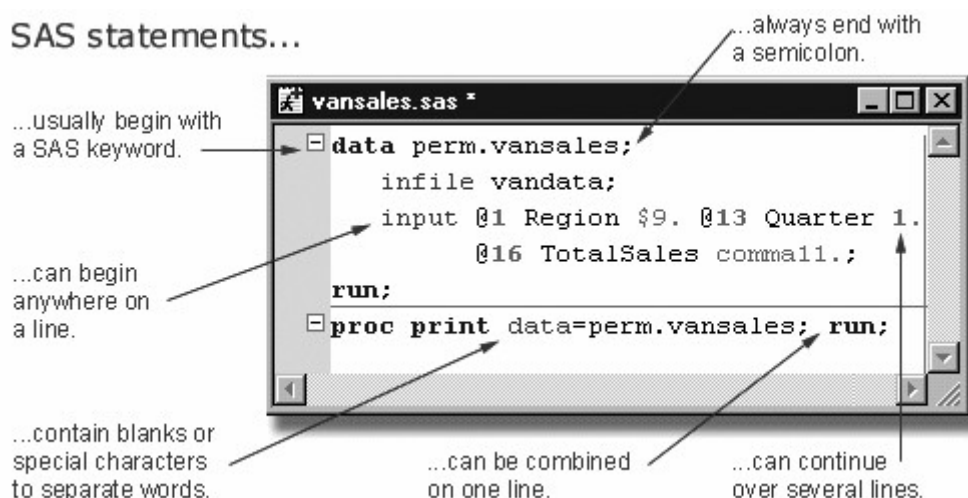 SAS statements...
...always end with
a semicolon.
...usually begin with
a SAS keyword.
vansales.sas *
data perm.vansales;
infile vandata;
input @1 Region $9. @13 Quarter 1.
@16 TotalSales comma11.;
run;
proc print data=perm.vansales; run;
...can begin
anywhere on
a line.
...contain blanks or
special characters
to separate words.
...can be combined
on one line.
...can continue
over several lines.